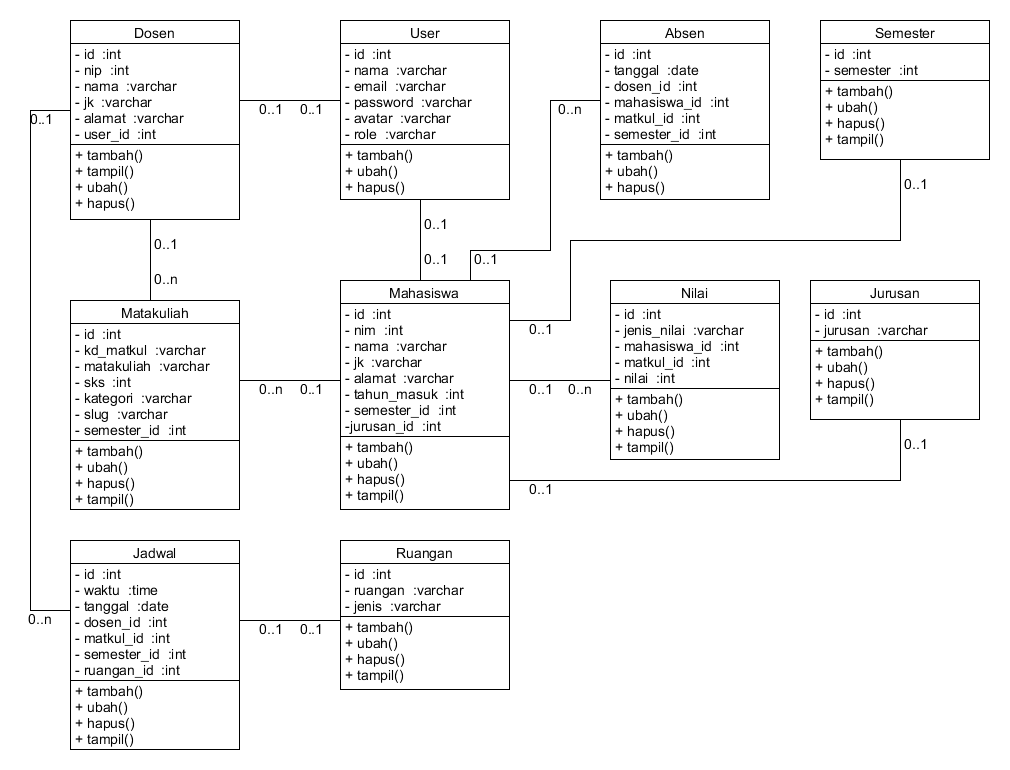 Dosen
- id :int
- nip :int
- nama :varchar
- jk :varchar
- alamat :varchar
- user_id :int
+ tambah()
+ tampil()
+ ubah()
+ hapus()
0..1
0..1
User
- id :int
- nama :varchar
- email :varchar
- password :varchar
- avatar :varchar
- role :varchar
+ tambah()
+ ubah()
+ hapus()
Absen
- id :int
- tanggal :date
- dosen_id :int
- mahasiswa_id :int
- matkul_id :int
- semester_id :int
+ tambah()
+ ubah()
+ hapus()
Semester
- id :int
- semester :int
+ tambah()
+ ubah()
+ hapus()
+ tampil()
0..1
0..n
0..1
0..1
0..1
0..n
0..1
0..1
0..1
Matakuliah
- id :int
- kd_matkul :varchar
- matakuliah :varchar
- sks :int
- kategori :varchar
- slug :varchar
- semester_id :int
+ tambah()
+ ubah()
+ hapus()
+ tampil()
0..n
0..1
Mahasiswa
- id :int
- nim :int
- nama :varchar
- jk :varchar
- alamat :varchar
- tahun_masuk :int
- semester_id :int
-jurusan_id :int
+ tambah()
+ ubah()
+ hapus()
+ tampil()
0..1
0..1
0..n
Nilai
- id :int
- jenis_nilai :varchar
- mahasiswa_id :int
- matkul_id :int
- nilai :int
+ tambah()
+ ubah()
+ hapus()
+ tampil()
Jurusan
- id :int
- jurusan :varchar
+ tambah()
+ ubah()
+ hapus()
+ tampil()
0..1
0..1
0..n
Jadwal
- id :int
- waktu :time
- tanggal :date
- dosen_id :int
- matkul_id :int
- semester_id :int
- ruangan_id :int
+ tambah()
+ ubah()
+ hapus()
+ tampil()
0..1
0..1
Ruangan
- id :int
- ruangan :varchar
- jenis :varchar
+ tambah()
+ ubah()
+ hapus()
+ tampil()